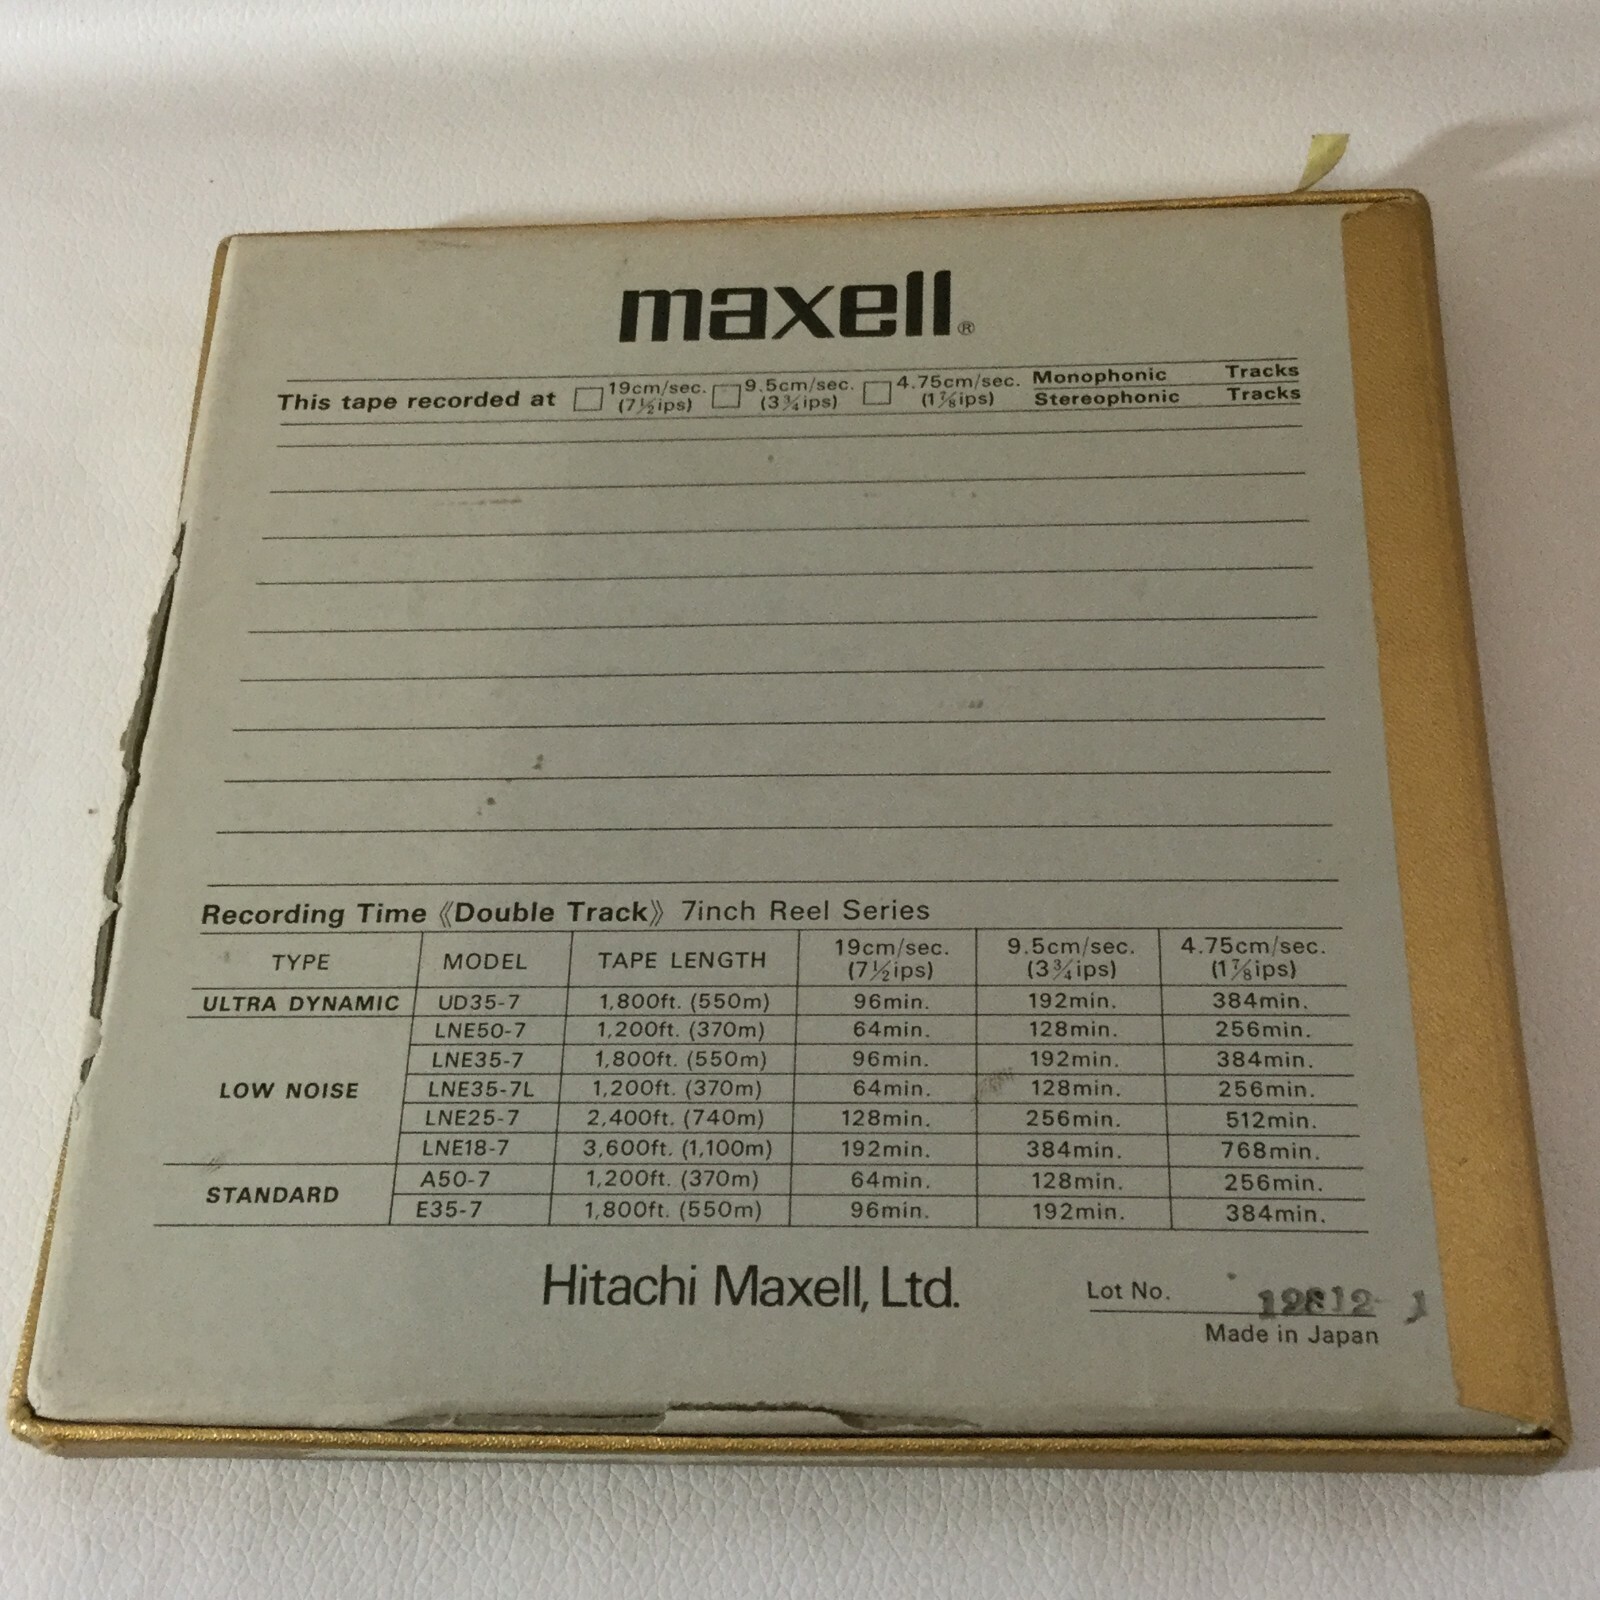 maxell®
This tape recorded at □ 19cm/sec. (7½ips) □ 9.5cm/sec. (3¾ips) □ 4.75cm/sec. (1⅞ips) Monophonic Tracks
Stereophonic Tracks
Recording Time 《Double Track》 7inch Reel Series
TYPE MODEL TAPE LENGTH 19cm/sec. (7½ips) 9.5cm/sec. (3¾ips) 4.75cm/sec. (1⅞ips)
ULTRA DYNAMIC UD35-7 1,800ft. (550m) 96min. 192min. 384min.
LNE50-7 1,200ft. (370m) 64min. 128min. 256min.
LNE35-7 1,800ft. (550m) 96min. 192min. 384min.
LOW NOISE LNE35-7L 1,200ft. (370m) 64min. 128min. 256min.
LNE25-7 2,400ft. (740m) 128min. 256min. 512min.
LNE18-7 3,600ft. (1,100m) 192min. 384min. 768min.
STANDARD A50-7 1,200ft. (370m) 64min. 128min. 256min.
E35-7 1,800ft. (550m) 96min. 192min. 384min.
Hitachi Maxell, Ltd.
Lot No.
Made in Japan